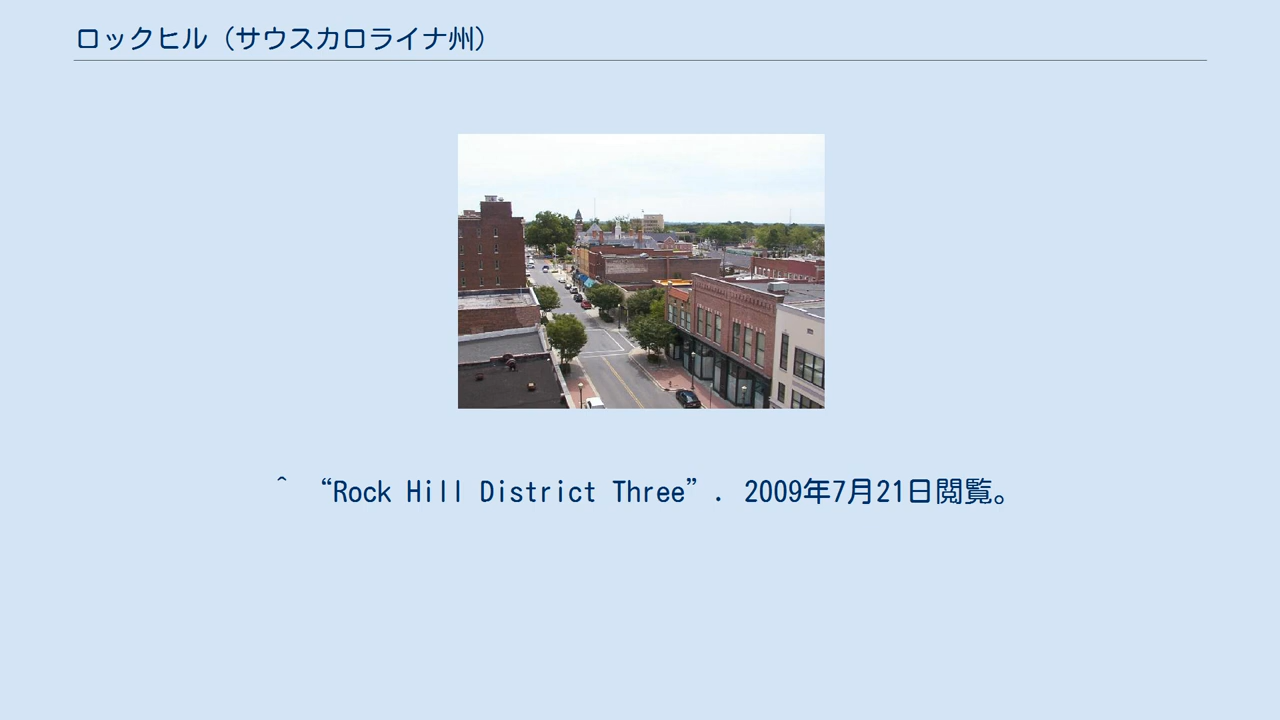 ロックヒル（サウスカロライナ州）
^ “Rock Hill District Three”. 2009年7月21日閲覧。